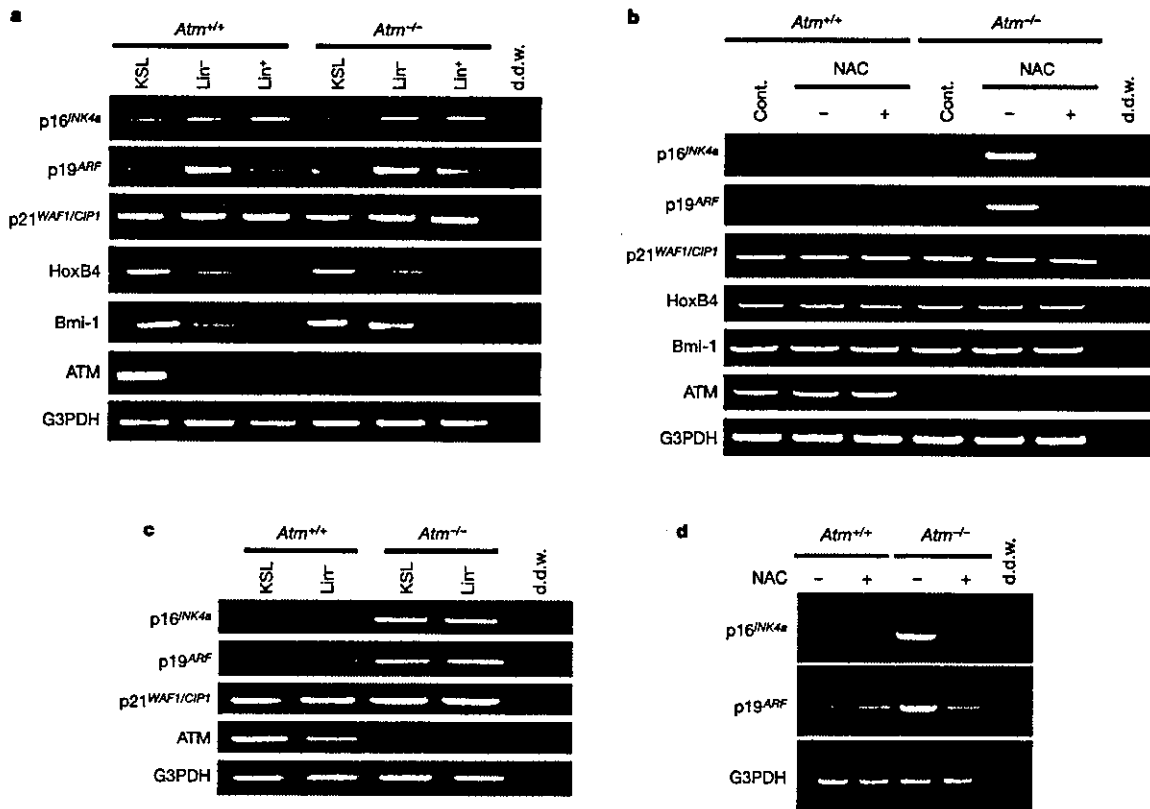 a
Atm+/+ Atm-/-
KSL Lin- Lin+ KSL Lin- Lin+ d.d.w.
p16INK4a
p19ARF
p21WAF1/CIP1
HoxB4
Bmi-1
ATM
G3PDH
b
Atm+/+ Atm-/-
NAC NAC
Cont. - + Cont. - + d.d.w.
p16INK4a
p19ARF
p21WAF1/CIP1
HoxB4
Bmi-1
ATM
G3PDH
c
Atm+/+ Atm-/-
KSL Lin- KSL Lin- d.d.w.
p16INK4a
p19ARF
p21WAF1/CIP1
ATM
G3PDH
d
Atm+/+ Atm-/-
NAC - + - + d.d.w.
p16INK4a
p19ARF
G3PDH